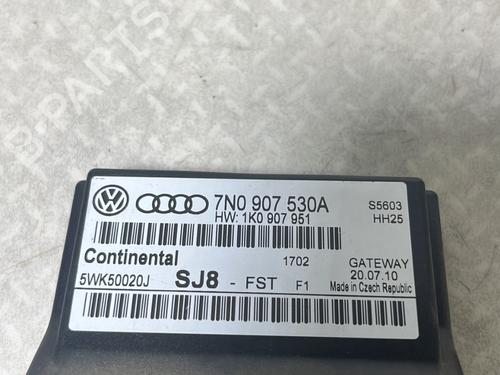 B-PARTS
7N0 907 530A
S5603
HW: 1K0 907 951
HH25
Continental
1702
GATEWAY
5WK50020J
SJ8 - FST F1
20.07.10
Made in Czech Republic